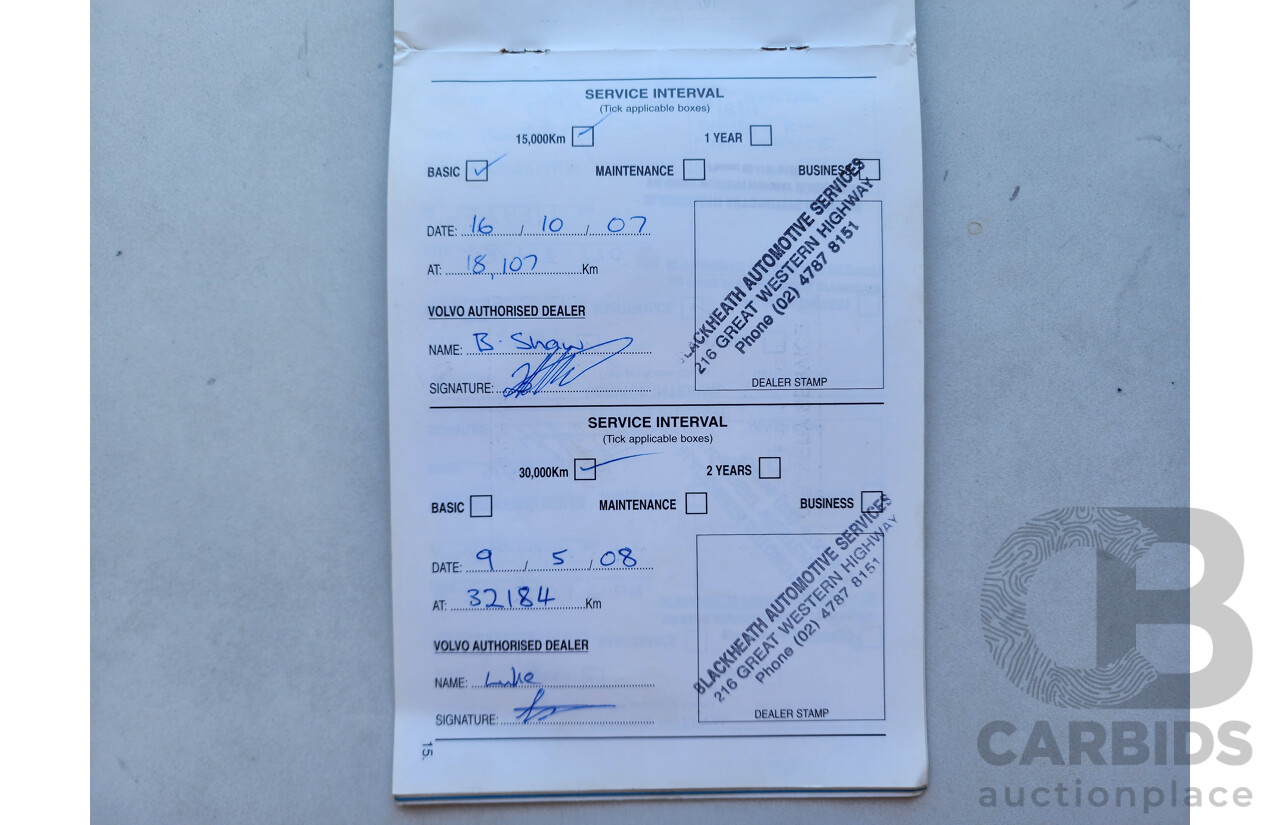 SERVICE INTERVAL
(Tick applicable boxes)
15,000Km 1 YEAR
BASIC MAINTENANCE BUSINESS
DATE: 16 / 10 / 07
AT: 18,107 Km
VOLVO AUTHORISED DEALER
NAME: B. Shaw
SIGNATURE:
BLACKHEATH AUTOMOTIVE SERVICES
216 GREAT WESTERN HIGHWAY
Phone (02) 4787 8151
DEALER STAMP
SERVICE INTERVAL
(Tick applicable boxes)
30,000Km 2 YEARS
BASIC MAINTENANCE BUSINESS
DATE: 9 / 5 / 08
AT: 32184 Km
VOLVO AUTHORISED DEALER
NAME: Luke
SIGNATURE:
BLACKHEATH AUTOMOTIVE SERVICES
216 GREAT WESTERN HIGHWAY
Phone (02) 4787 8151
DEALER STAMP
15.
CB
CARBIDS
auctionplace